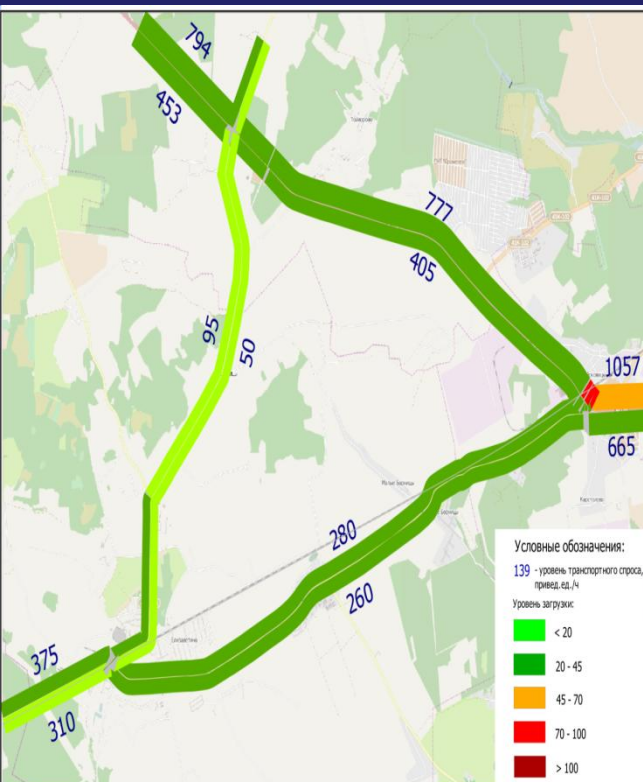 794
453
777
405
95
50
1057
665
280
260
375
310
Условные обозначения:
139 - уровень транспортного спроса,
привед.ед./ч
Уровень загрузки:
< 20
20 - 45
45 - 70
70 - 100
> 100